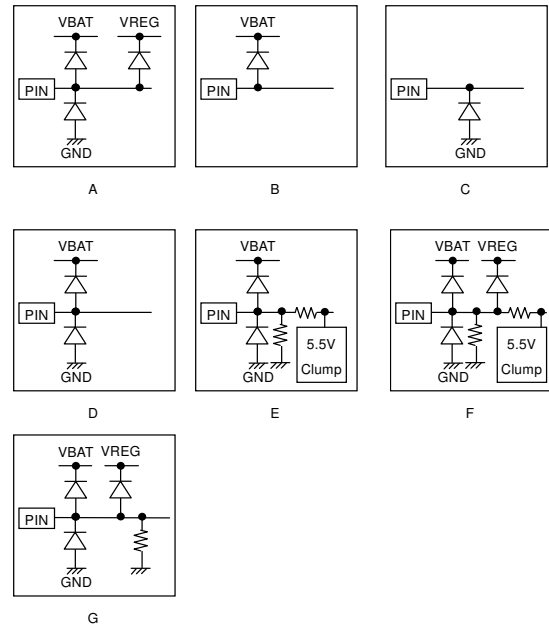 VBAT VREG
PIN
GND
A
VBAT
PIN
B
PIN
GND
C
VBAT
PIN
GND
D
VBAT
PIN
GND
5.5V
Clump
E
VBAT VREG
PIN
GND
5.5V
Clump
F
VBAT VREG
PIN
GND
G